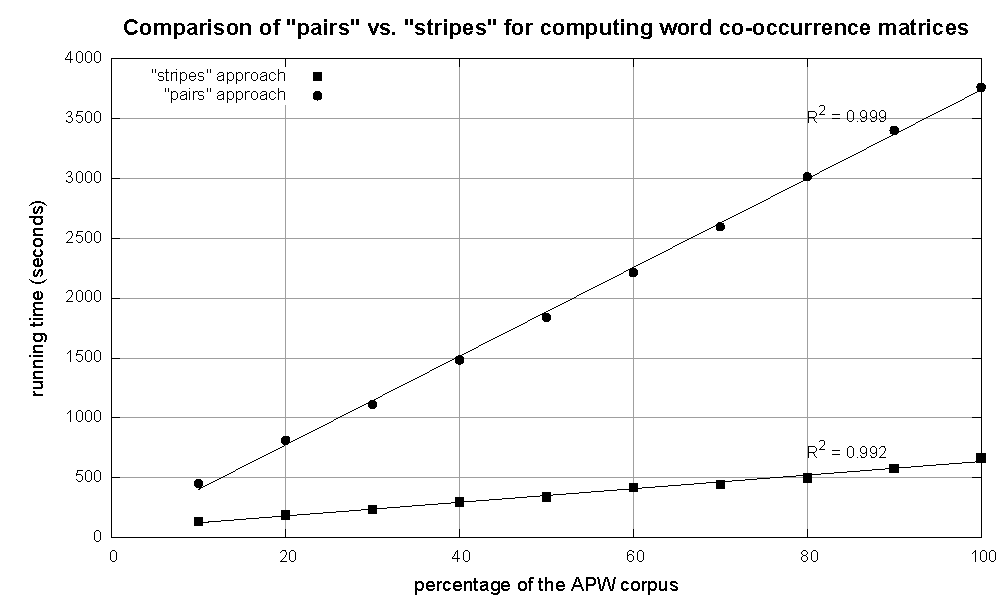 Comparison of "pairs" vs. "stripes" for computing word co-occurrence matrices
4000
"stripes" approach
"pairs" approach
3500
R2 = 0.999
3000
2500
running time (seconds)
2000
1500
1000
R2 = 0.992
500
0
0 20 40 60 80 100
percentage of the APW corpus